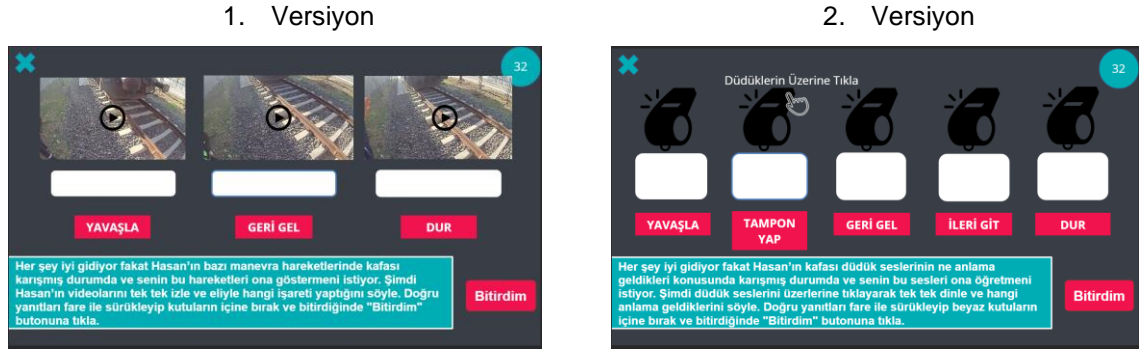 1. Versiyon
32
YAVAŞLA
GERİ GEL
DUR
Her şey iyi gidiyor fakat Hasan'ın bazı manevra hareketlerinde kafası
karışmış durumda ve senin bu hareketleri ona göstermeni istiyor. Şimdi
Hasan'ın videolarını tek tek izle ve eliyle hangi işareti yaptığını söyle. Doğru
yanıtları fare ile sürükleyip kutuların içine bırak ve bitirdiğinde "Bitirdim"
butonuna tıkla.
Bitirdim
2. Versiyon
32
Düdüklerin Üzerine Tıkla
YAVAŞLA
TAMPON
YAP
GERİ GEL
İLERİ GİT
DUR
Her şey iyi gidiyor fakat Hasan'ın kafası düdük seslerinin ne anlama
geldikleri konusunda karışmış durumda ve senin bu sesleri ona öğretmeni
istiyor. Şimdi düdük seslerini üzerlerine tıklayarak tek tek dinle ve hangi
anlama geldiklerini söyle. Doğru yanıtları fare ile sürükleyip beyaz kutuların
içine bırak ve bitirdiğinde "Bitirdim" butonuna tıkla.
Bitirdim